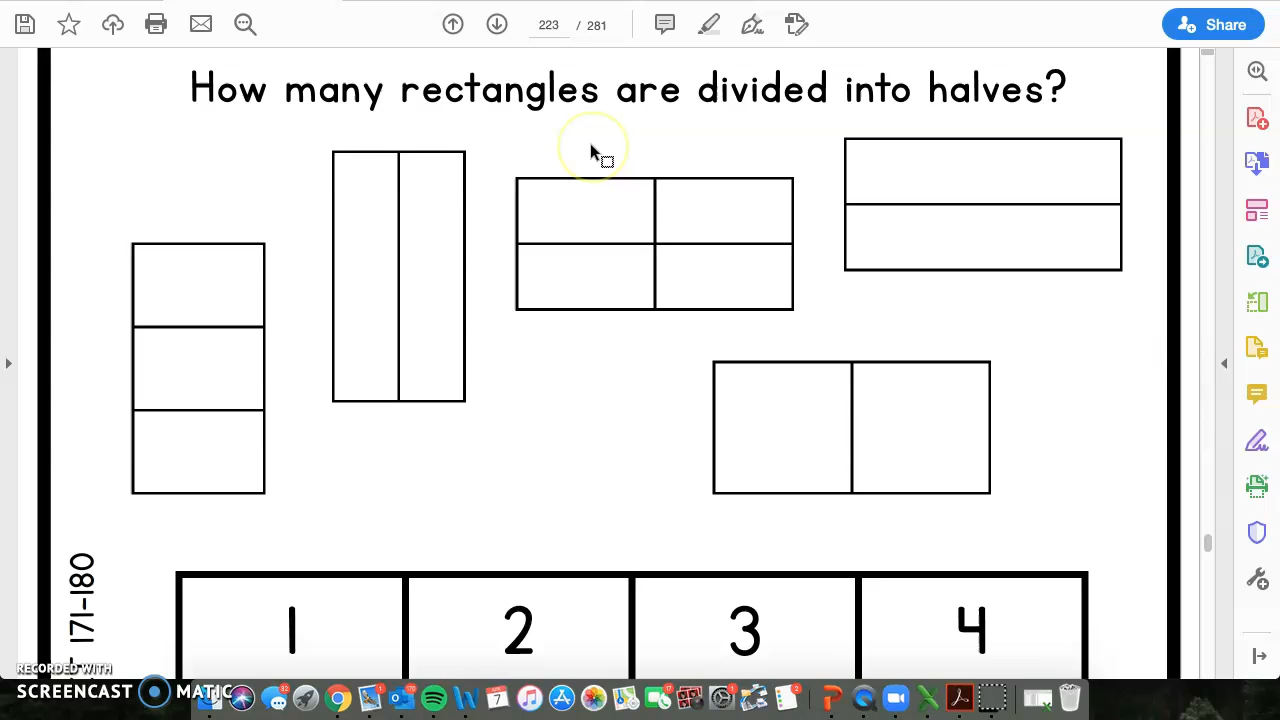 223 / 281
Share
How many rectangles are divided into halves?
171-180
1 2 3 4
RECORDED WITH
SCREENCAST MATIC